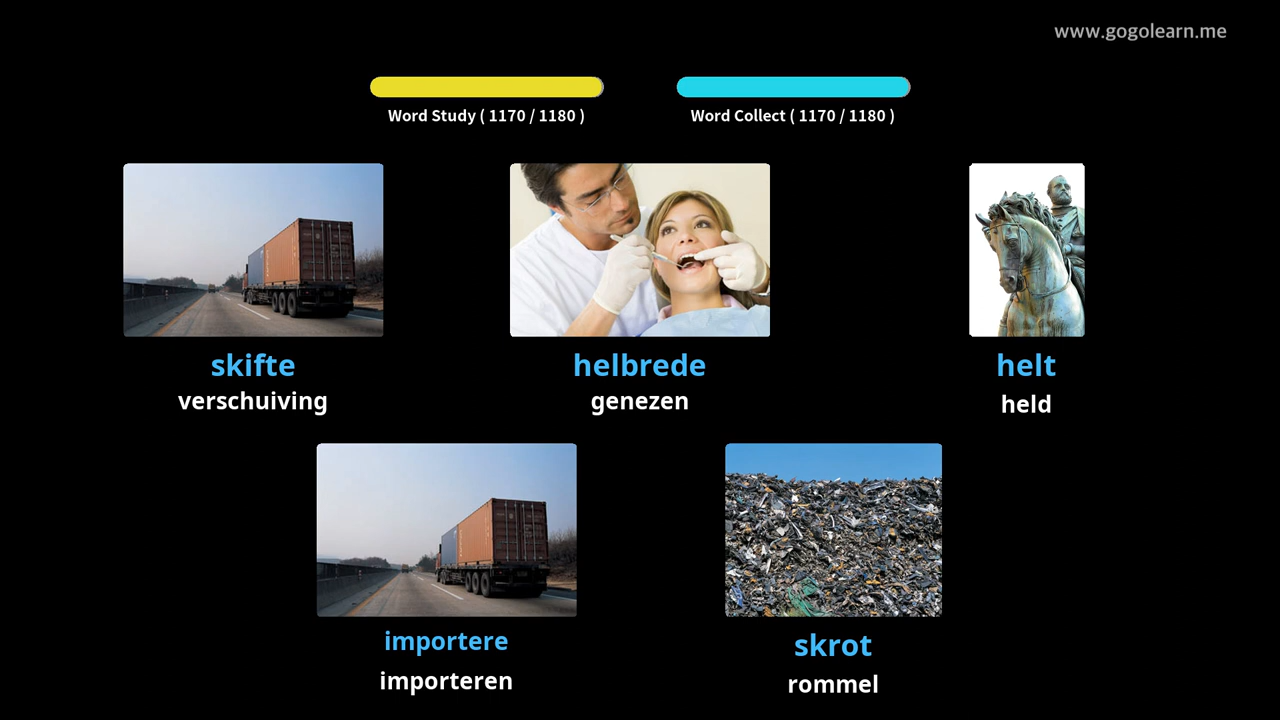 www.gogolearn.me
Word Study ( 1170 / 1180 )
Word Collect ( 1170 / 1180 )
skifte
verschuiving
helbrede
genezen
helt
held
importere
importeren
skrot
rommel